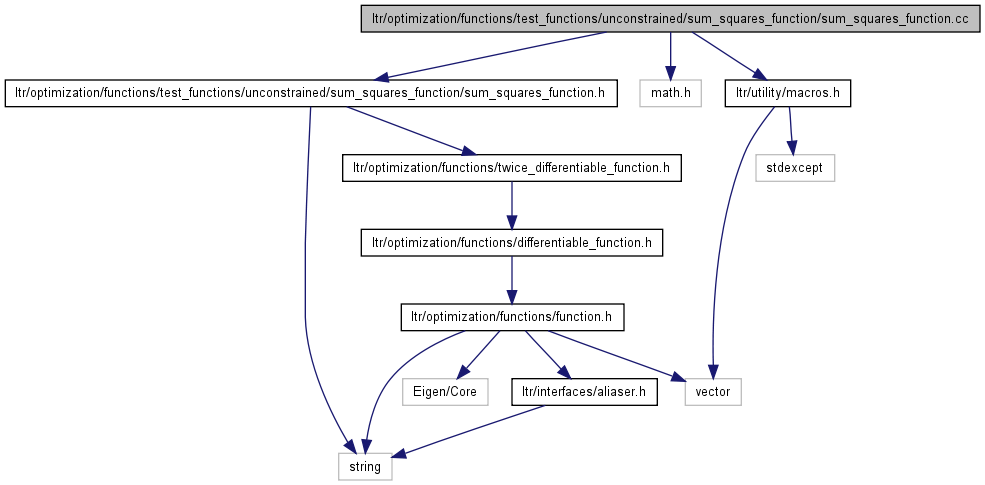 ltr/optimization/functions/test_functions/unconstrained/sum_squares_function/sum_squares_function.cc
ltr/optimization/functions/test_functions/unconstrained/sum_squares_function/sum_squares_function.h
math.h
ltr/utility/macros.h
ltr/optimization/functions/twice_differentiable_function.h
stdexcept
ltr/optimization/functions/differentiable_function.h
ltr/optimization/functions/function.h
Eigen/Core
ltr/interfaces/aliaser.h
vector
string